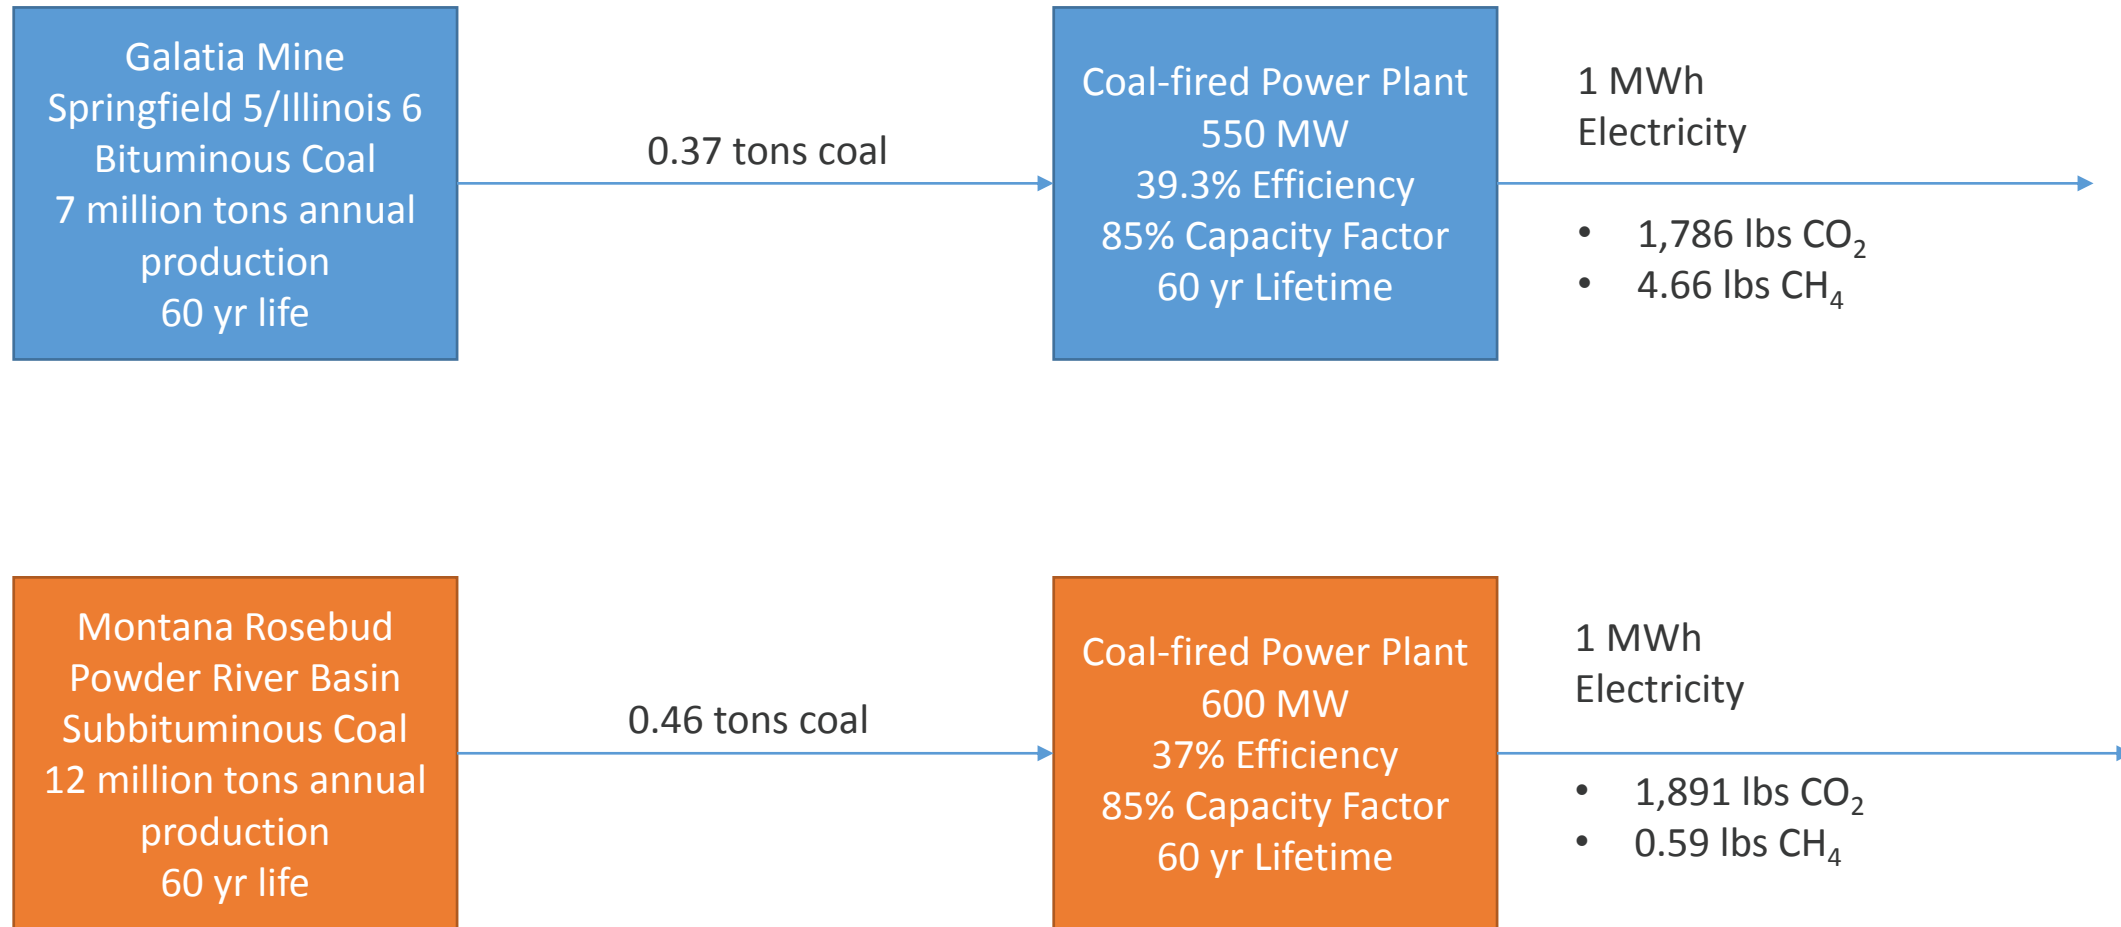 Galatia Mine
Springfield 5/Illinois 6
Bituminous Coal
7 million tons annual
production
60 yr life
0.37 tons coal
Coal-fired Power Plant
550 MW
39.3% Efficiency
85% Capacity Factor
60 yr Lifetime
1 MWh
Electricity
• 1,786 lbs CO₂
• 4.66 lbs CH₄
Montana Rosebud
Powder River Basin
Subbituminous Coal
12 million tons annual
production
60 yr life
0.46 tons coal
Coal-fired Power Plant
600 MW
37% Efficiency
85% Capacity Factor
60 yr Lifetime
1 MWh
Electricity
• 1,891 lbs CO₂
• 0.59 lbs CH₄